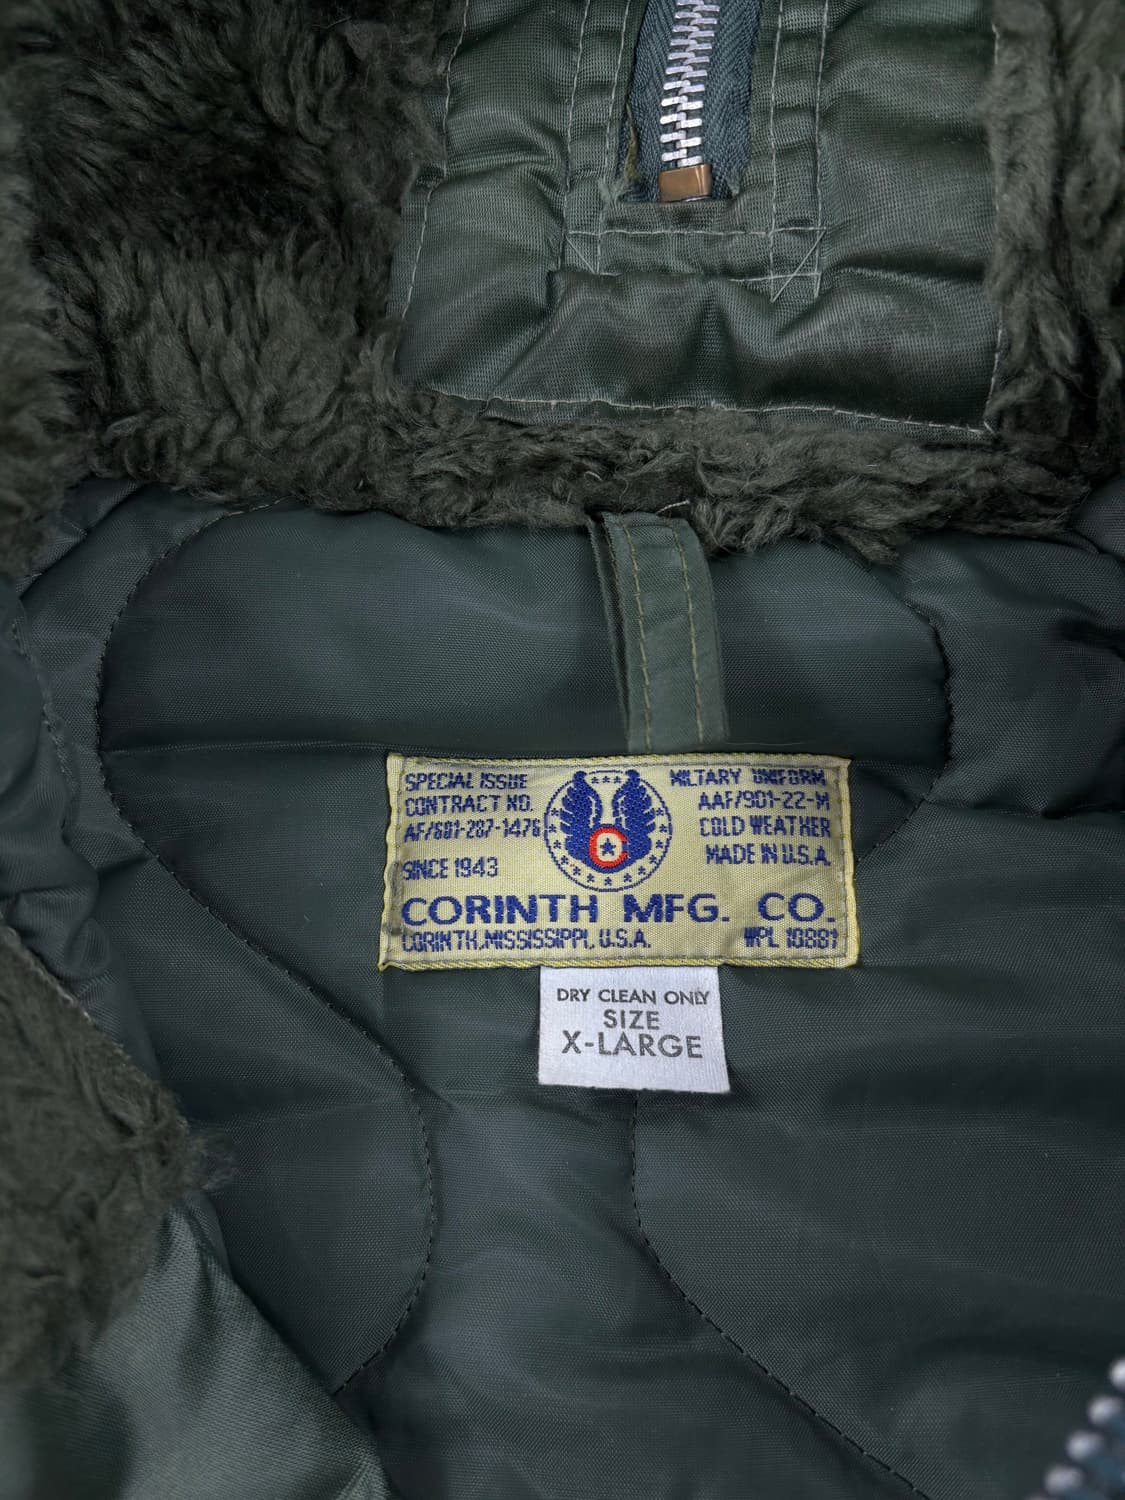 SPECIAL ISSUE
CONTRACT NO.
AF/601-287-1476
SINCE 1943
C
MILTARY UNIFORM
AAF/901-22-M
COLD WEATHER
MADE IN U.S.A.
CORINTH MFG. CO.
CORINTH,MISSISSIPPI, U.S.A.
WPL 10881
DRY CLEAN ONLY
SIZE
X-LARGE